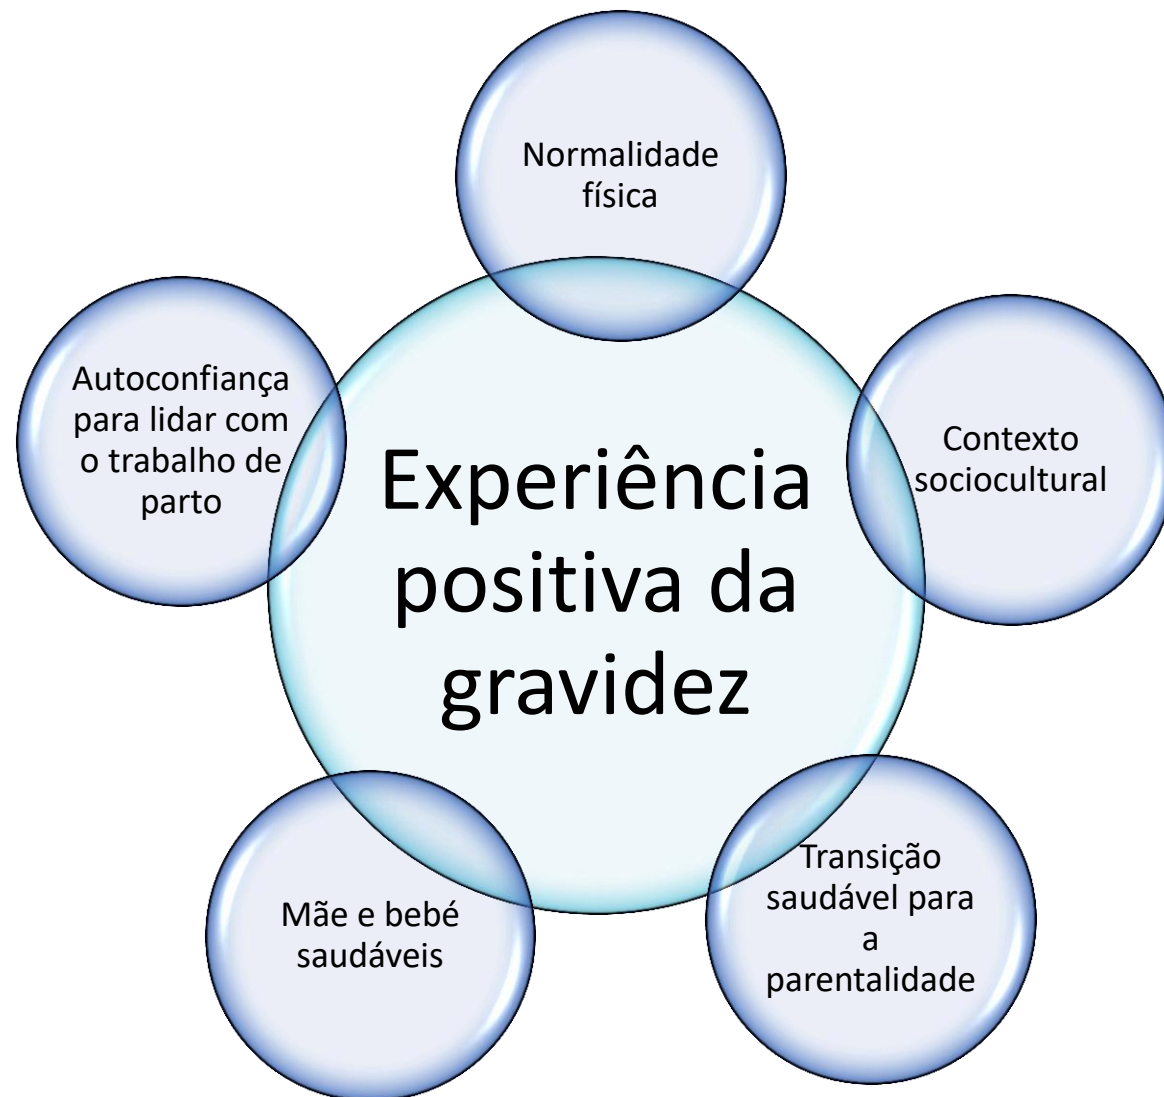 Normalidade
física
Autoconfiança
para lidar com
o trabalho de
parto
Experiência
positiva da
gravidez
Contexto
sociocultural
Mãe e bebé
saudáveis
Transição
saudável para
a
parentalidade